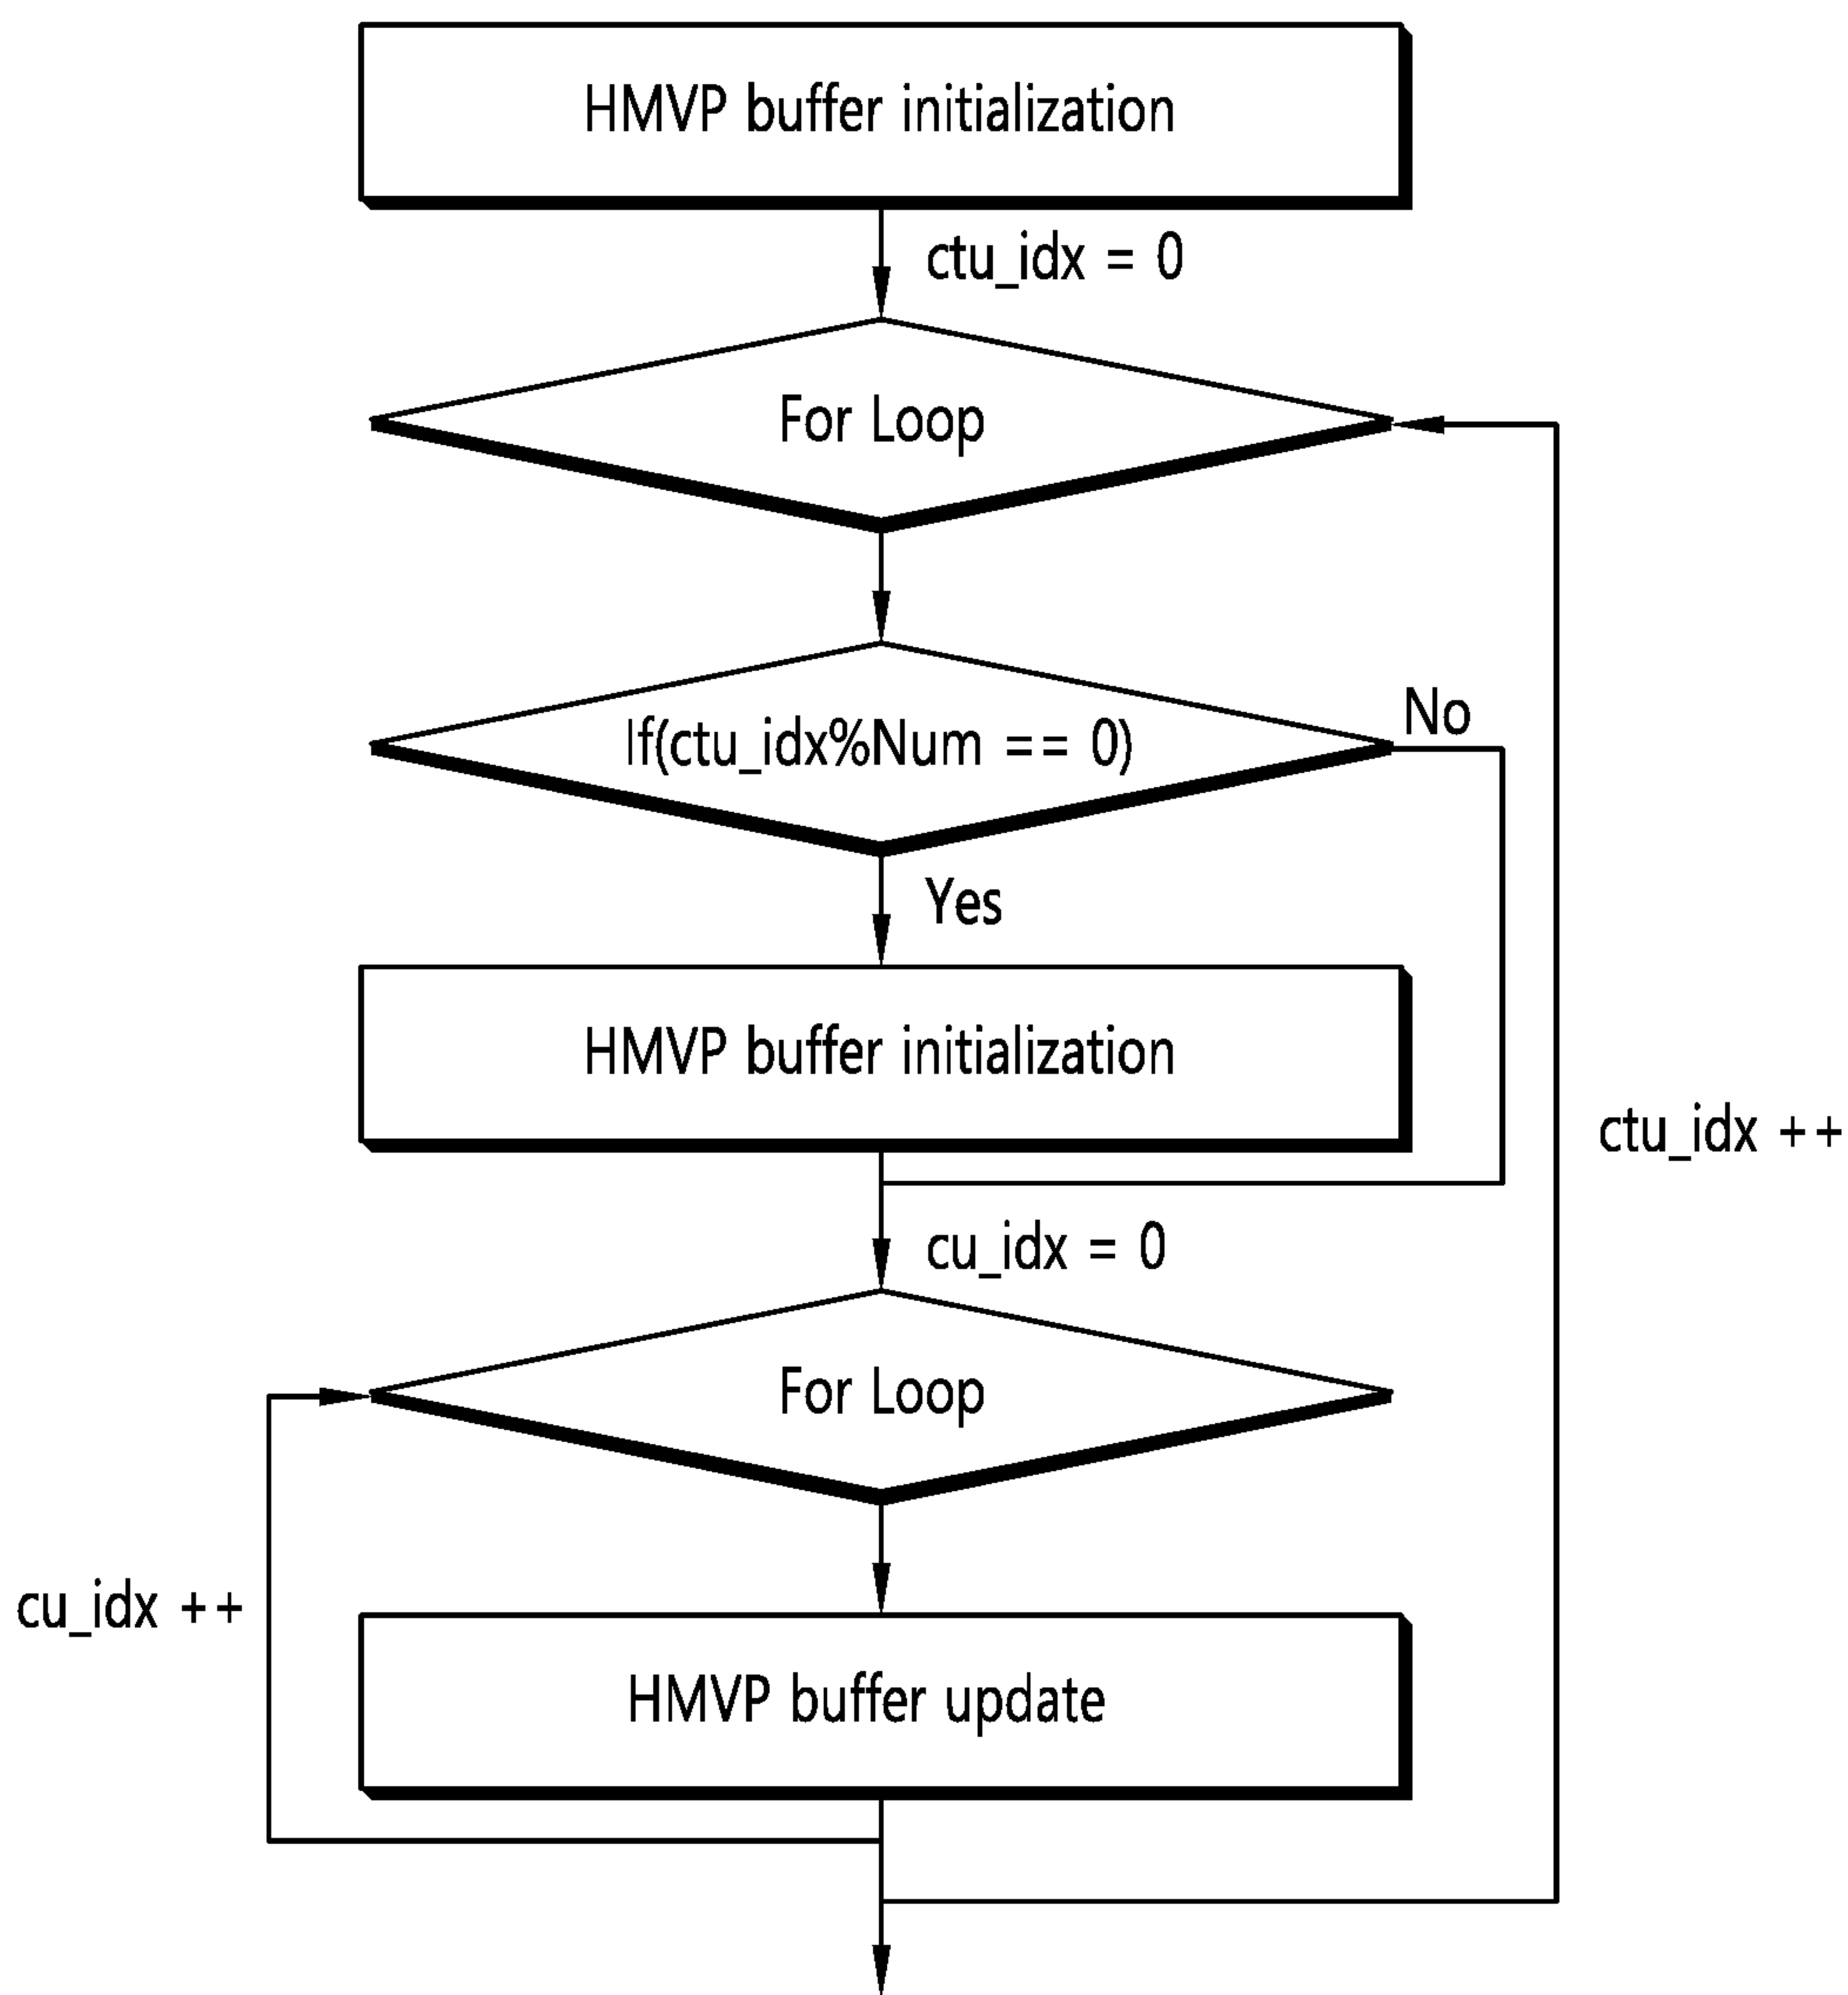 HMVP buffer initialization
ctu_idx = 0
For Loop
If(ctu_idx%Num == 0)
No
Yes
HMVP buffer initialization
ctu_idx ++
cu_idx = 0
For Loop
cu_idx ++
HMVP buffer update